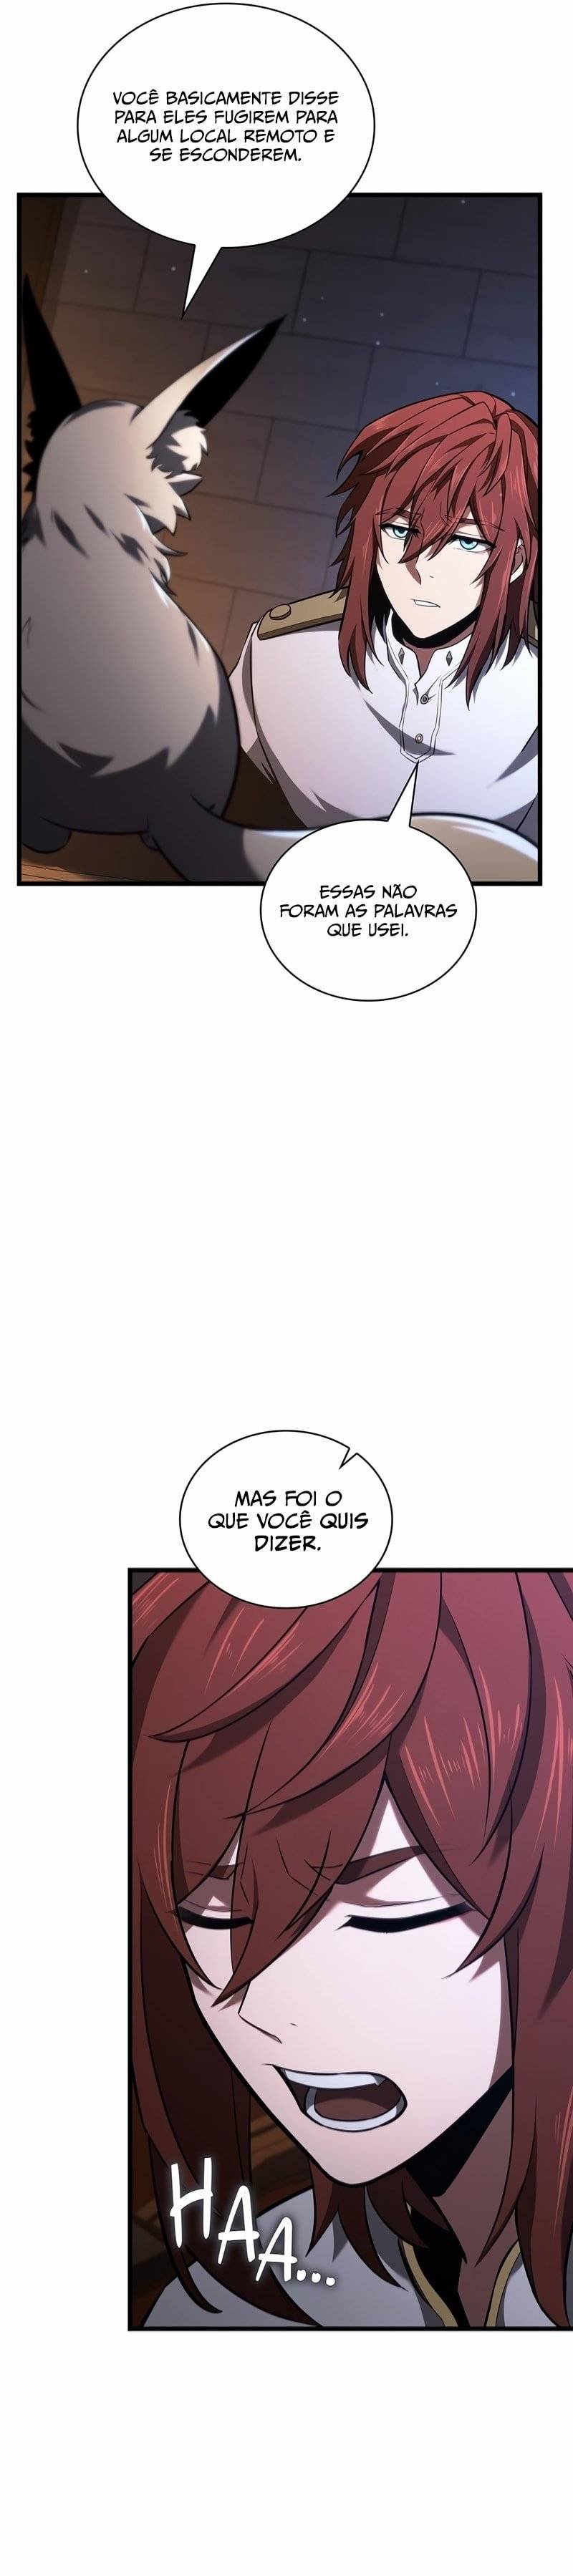 VOCÊ BASICAMENTE DISSE
PARA ELES FUGIREM PARA
ALGUM LOCAL REMOTO E
SE ESCONDEREM.
ESSAS NÃO
FORAM AS PALAVRAS
QUE USEI.
MAS FOI O
QUE VOCÊ QUIS
DIZER.
HAA...